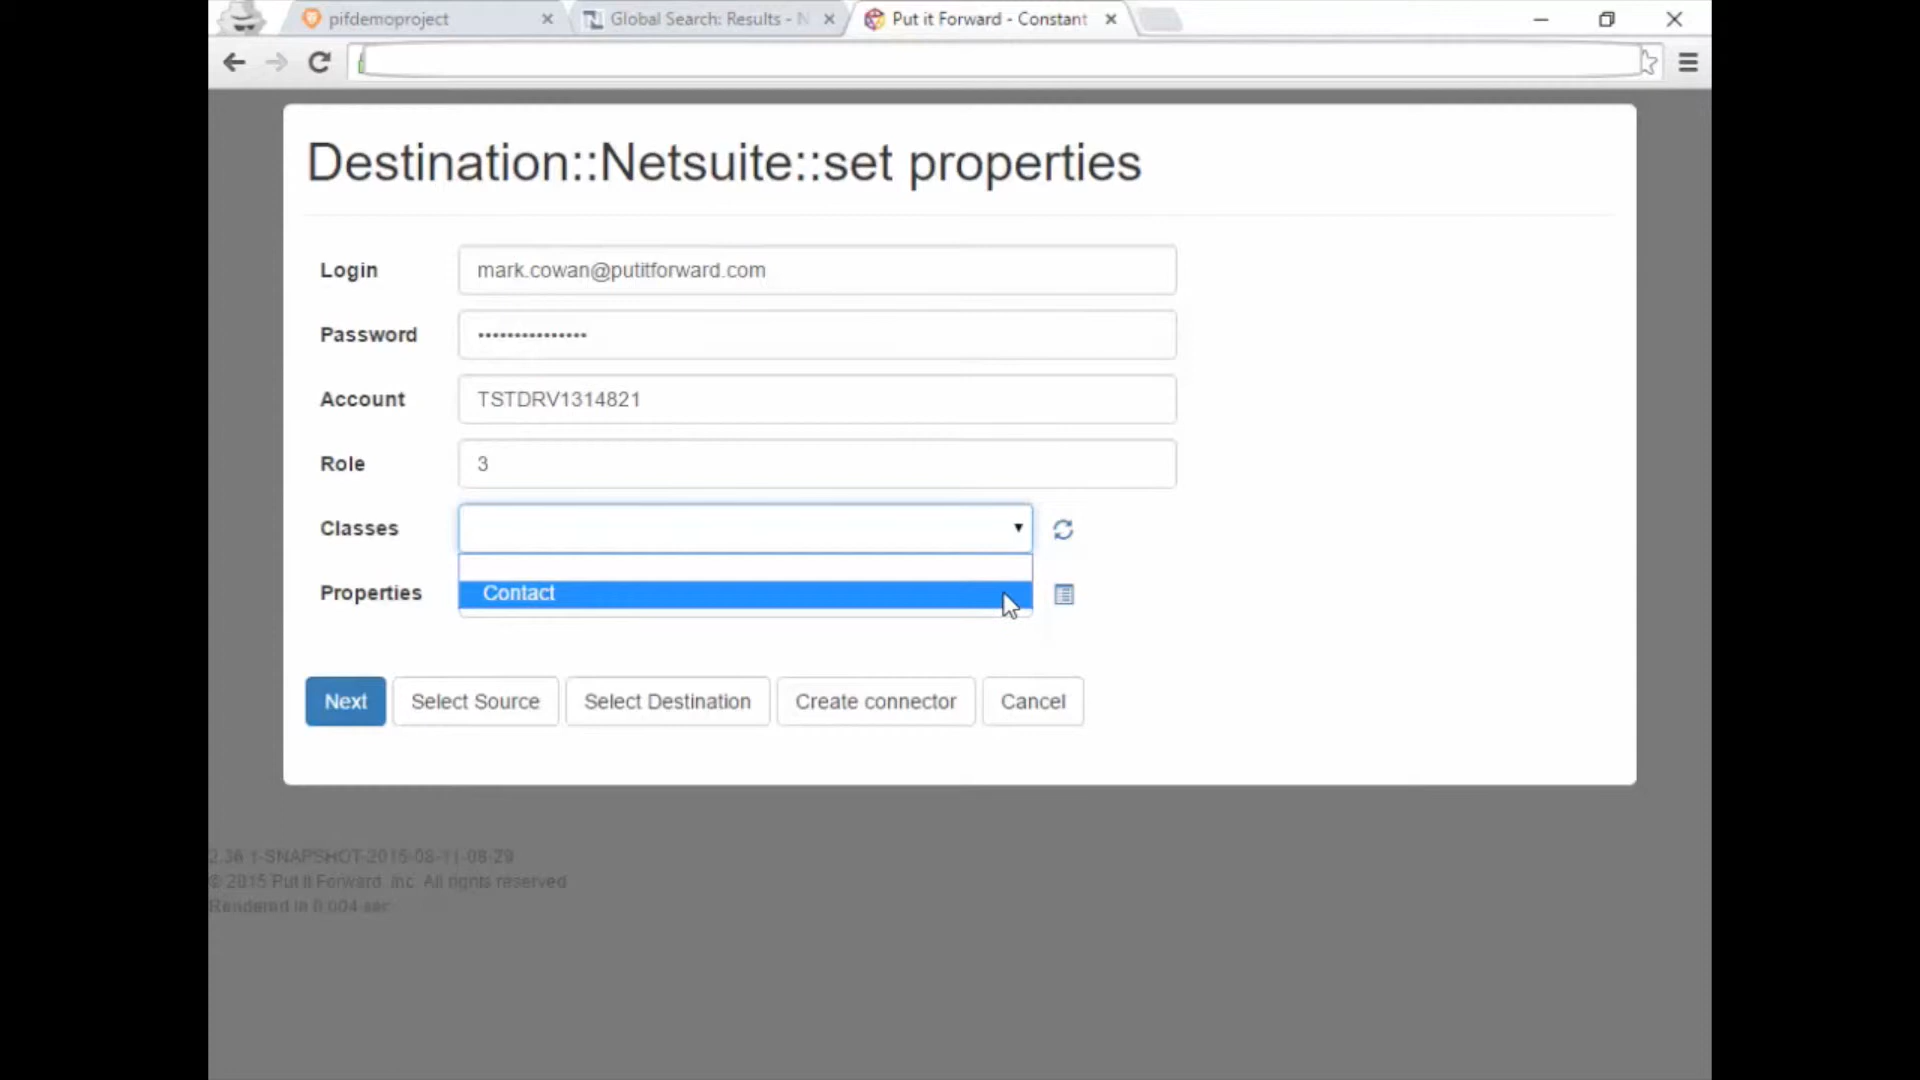 pifdemoproject
Global Search: Results - N
Put it Forward - Constant
Destination::Netsuite::set properties
Login
mark.cowan@putitforward.com
Password
•••••••••••••••
Account
TSTDRV1314821
Role
3
Classes
Contact
Properties
Next
Select Source
Select Destination
Create connector
Cancel
2.36.1-SNAPSHOT-2015-08-11-08:29
© 2015 Put It Forward, Inc. All rights reserved
Rendered in 0.004 sec